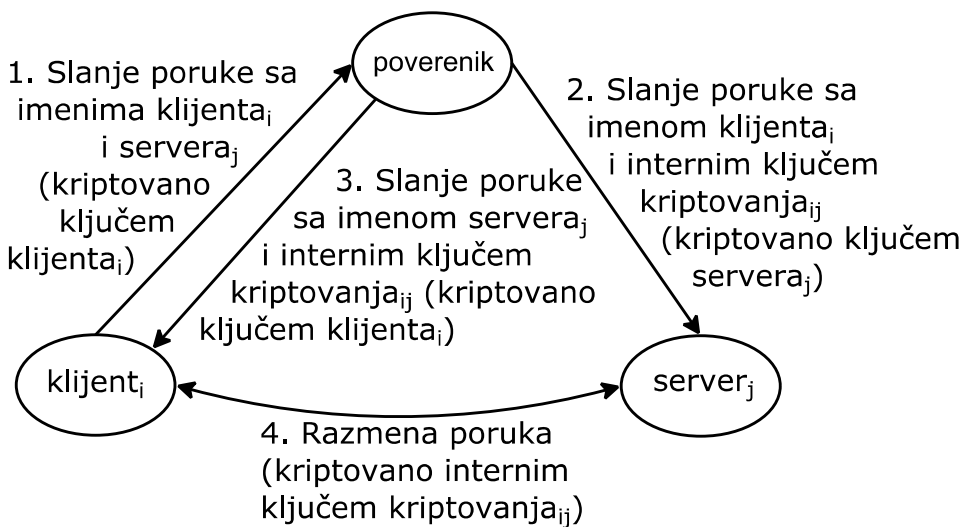 poverenik
1. Slanje poruke sa
imenima klijentaᵢ
i serveraⱼ
(kriptovano
ključem
klijentaᵢ)
2. Slanje poruke sa
imenom klijentaᵢ
i internim ključem
kriptovanjaᵢⱼ
(kriptovano ključem
serveraⱼ)
3. Slanje poruke
sa imenom serveraⱼ
i internim ključem
kriptovanjaᵢⱼ (kriptovano
ključem klijentaᵢ)
klijentᵢ
serverⱼ
4. Razmena poruka
(kriptovano internim
ključem kriptovanjaᵢⱼ)